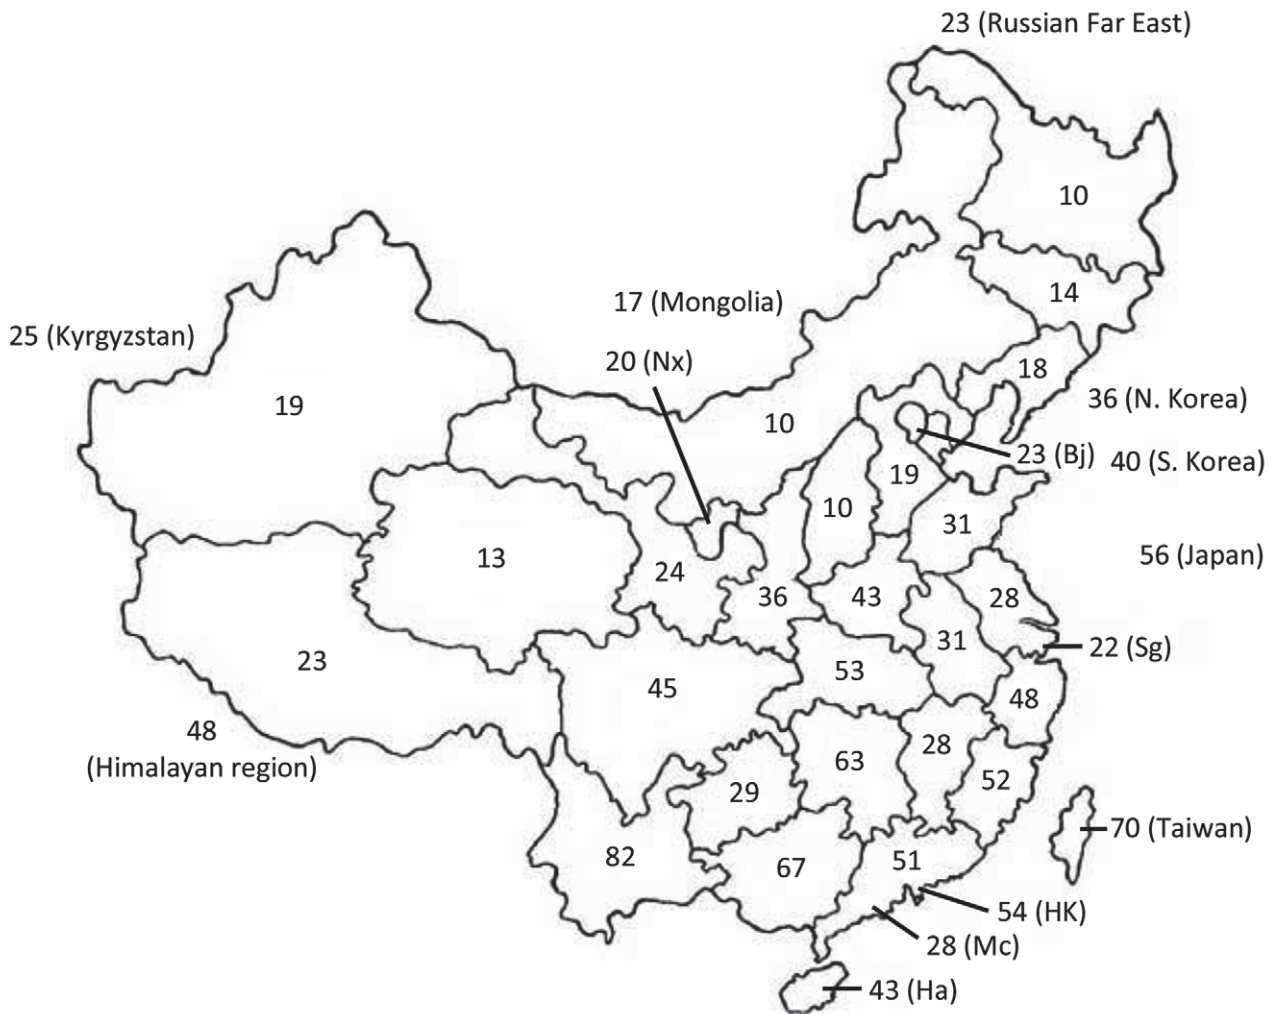 23 (Russian Far East)
10
14
17 (Mongolia)
25 (Kyrgyzstan)
20 (Nx)
18
19
10
36 (N. Korea)
23 (Bj)
40 (S. Korea)
19
10
31
56 (Japan)
13
24
36
43
28
31
22 (Sg)
23
45
53
48
48
(Himalayan region)
28
63
52
29
70 (Taiwan)
82
67
51
54 (HK)
28 (Mc)
43 (Ha)